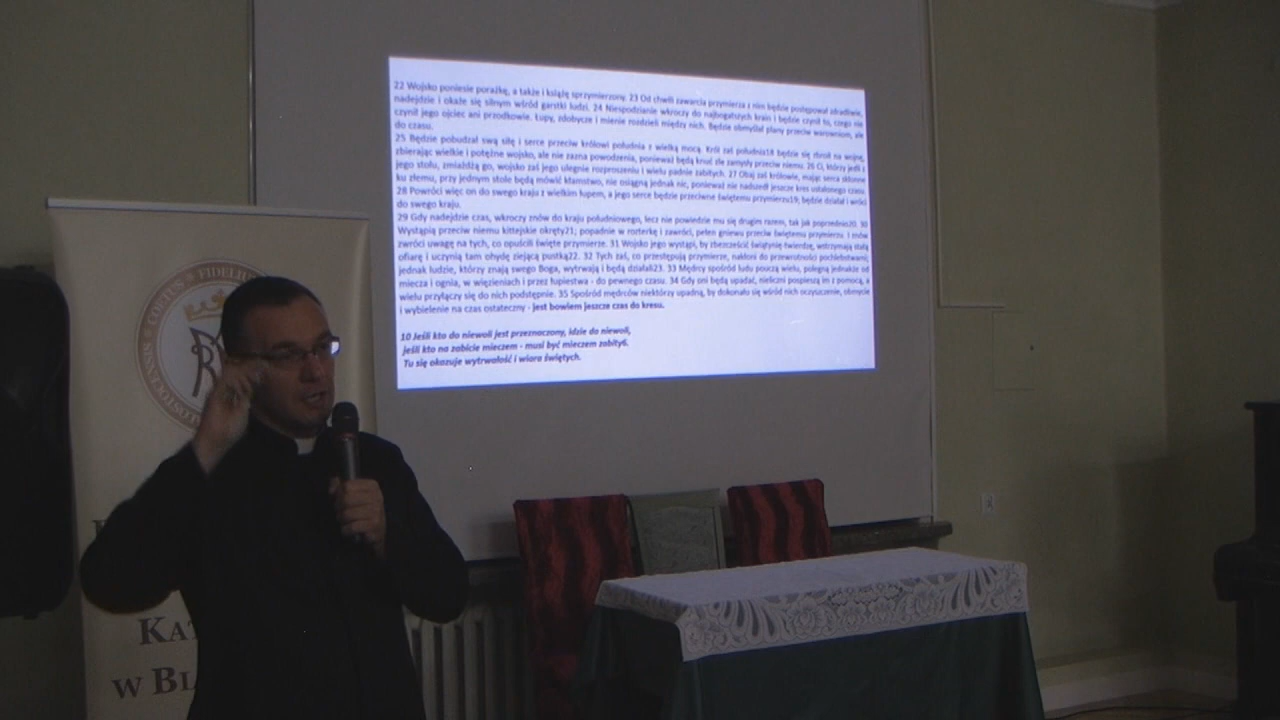 22 Wojsko poniesie porażkę, a także i książę sprzymierzony. 23 Od chwili zawarcia przymierza z nim będzie postępował zdradliwie,
nadejdzie i okaże się silnym wśród garstki ludzi. 24 Niespodzianie wkroczy do najbogatszych krain i będzie czynił to, czego nie
czynił jego ojciec ani przodkowie. Łupy, zdobycze i mienie rozdzieli między nich. Będzie obmyślał plany przeciw warowniom, ale
do czasu.
25 Będzie pobudzał swą siłę i serce przeciw królowi południa z wielką mocą. Król zaś południa18 będzie się zbroił na wojnę,
zbierając wielkie i potężne wojsko, ale nie zazna powodzenia, ponieważ będą knuć złe zamysły przeciw niemu. 26 Ci, którzy jedli z
jego stołu, zmiażdżą go, wojsko zaś jego ulegnie rozproszeniu i wielu padnie zabitych. 27 Obaj zaś królowie, mając serca skłonne
ku złemu, przy jednym stole będą mówić kłamstwo, nie osiągną jednak nic, ponieważ nie nadszedł jeszcze kres ustalonego czasu.
28 Powróci więc on do swego kraju z wielkim łupem, a jego serce będzie przeciwne świętemu przymierzu19; będzie działał i wróci
do swego kraju.
29 Gdy nadejdzie czas, wkroczy znów do kraju południowego, lecz nie powiedzie mu się drugim razem, tak jak poprzednio20. 30
Wystąpią przeciw niemu kittejskie okręty21; popadnie w rozterkę i zawróci, pełen gniewu przeciw świętemu przymierzu. I znów
zwróci uwagę na tych, co opuścili święte przymierze. 31 Wojsko jego wystąpi, by zbezcześcić świątynię-twierdzę, wstrzymają stałą
ofiarę i uczynią tam ohydę ziejącą pustką22. 32 Tych zaś, co przestępują przymierze, nakłoni do przewrotności pochlebstwami;
jednak ludzie, którzy znają swego Boga, wytrwają i będą działali23. 33 Mędrcy spośród ludu pouczą wielu, polegną jednakże od
miecza i ognia, w więzieniach i przez łupiestwa - do pewnego czasu. 34 Gdy oni będą upadać, nieliczni pospieszą im z pomocą, a
wielu przyłączy się do nich podstępnie. 35 Spośród mędrców niektórzy upadną, by dokonało się wśród nich oczyszczenie, obmycie
i wybielenie na czas ostateczny - jest bowiem jeszcze czas do kresu.
10 Jeśli kto do niewoli jest przeznaczony, idzie do niewoli,
jeśli kto na zabicie mieczem - musi być mieczem zabity6.
Tu się okazuje wytrwałość i wiara świętych.
COETUS
FIDELIU
KAT
W BL